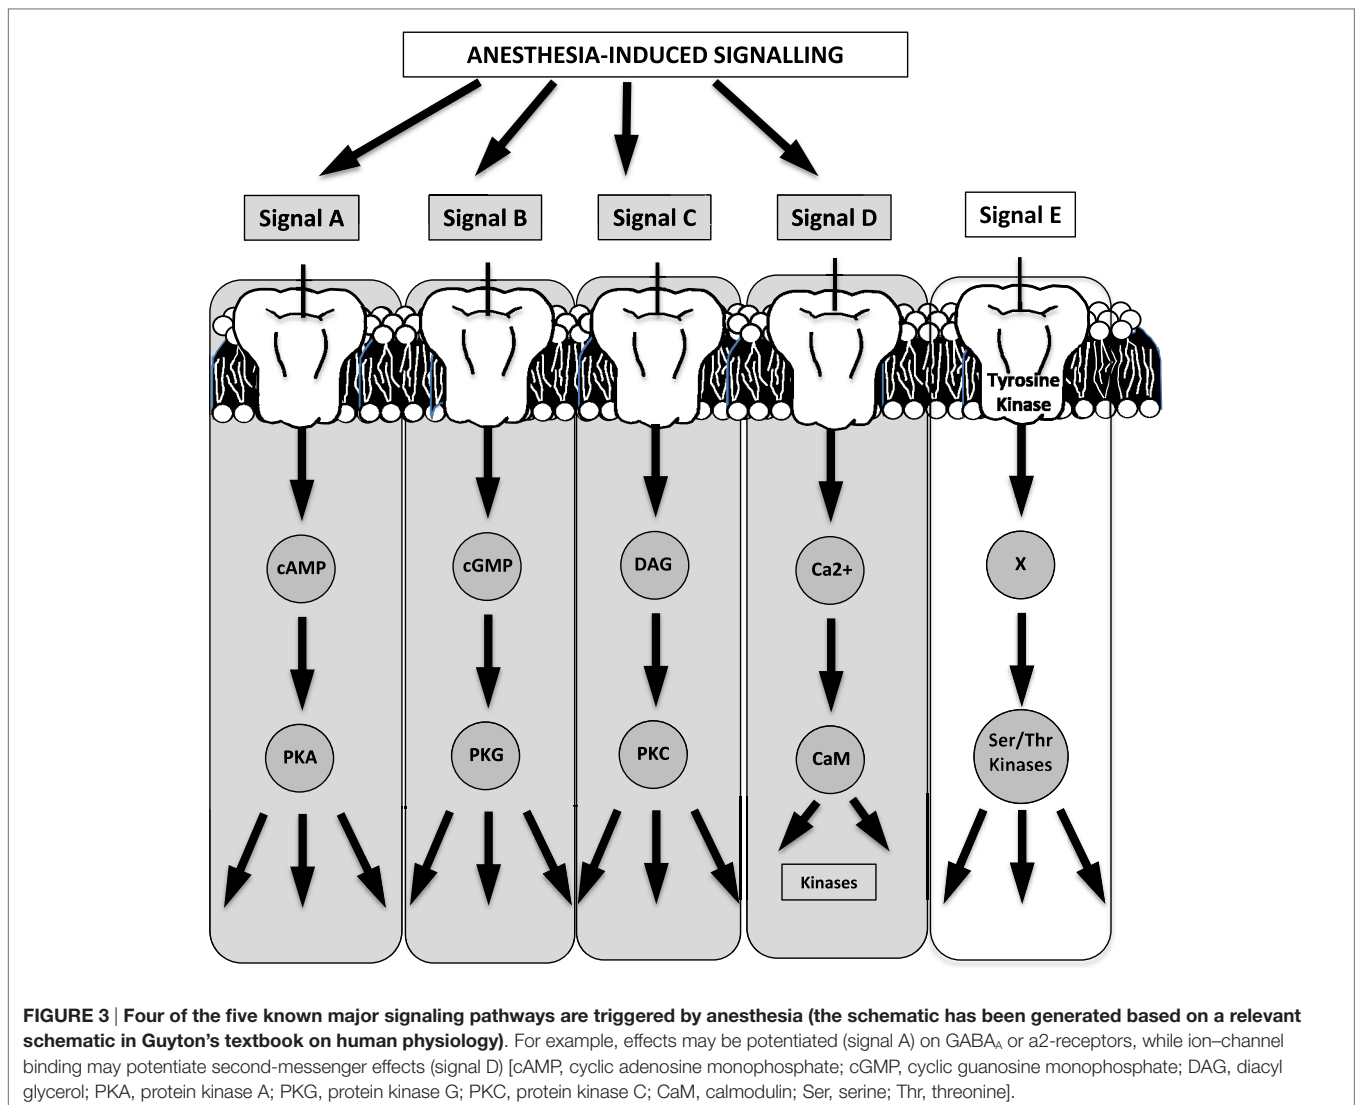 ANESTHESIA-INDUCED SIGNALLING
Signal A
Signal B
Signal C
Signal D
Signal E
Tyrosine
Kinase
cAMP
cGMP
DAG
Ca2+
X
PKA
PKG
PKC
CaM
Ser/Thr
Kinases
Kinases
FIGURE 3 | Four of the five known major signaling pathways are triggered by anesthesia (the schematic has been generated based on a relevant
schematic in Guyton's textbook on human physiology). For example, effects may be potentiated (signal A) on GABAA or a2-receptors, while ion–channel
binding may potentiate second-messenger effects (signal D) [cAMP, cyclic adenosine monophosphate; cGMP, cyclic guanosine monophosphate; DAG, diacyl
glycerol; PKA, protein kinase A; PKG, protein kinase G; PKC, protein kinase C; CaM, calmodulin; Ser, serine; Thr, threonine].